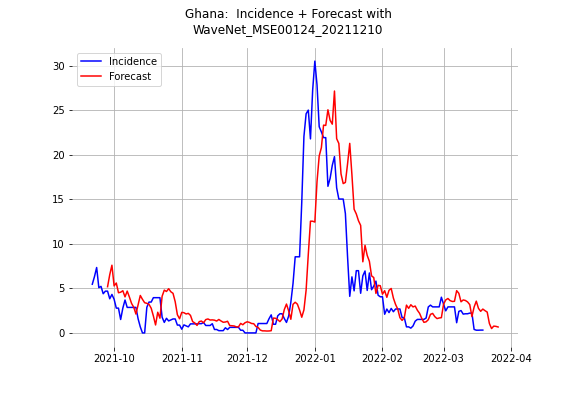 Ghana:  Incidence + Forecast with
WaveNet_MSE00124_20211210
Incidence
Forecast
30
25
20
15
10
5
0
2021-10 2021-11 2021-12 2022-01 2022-02 2022-03 2022-04